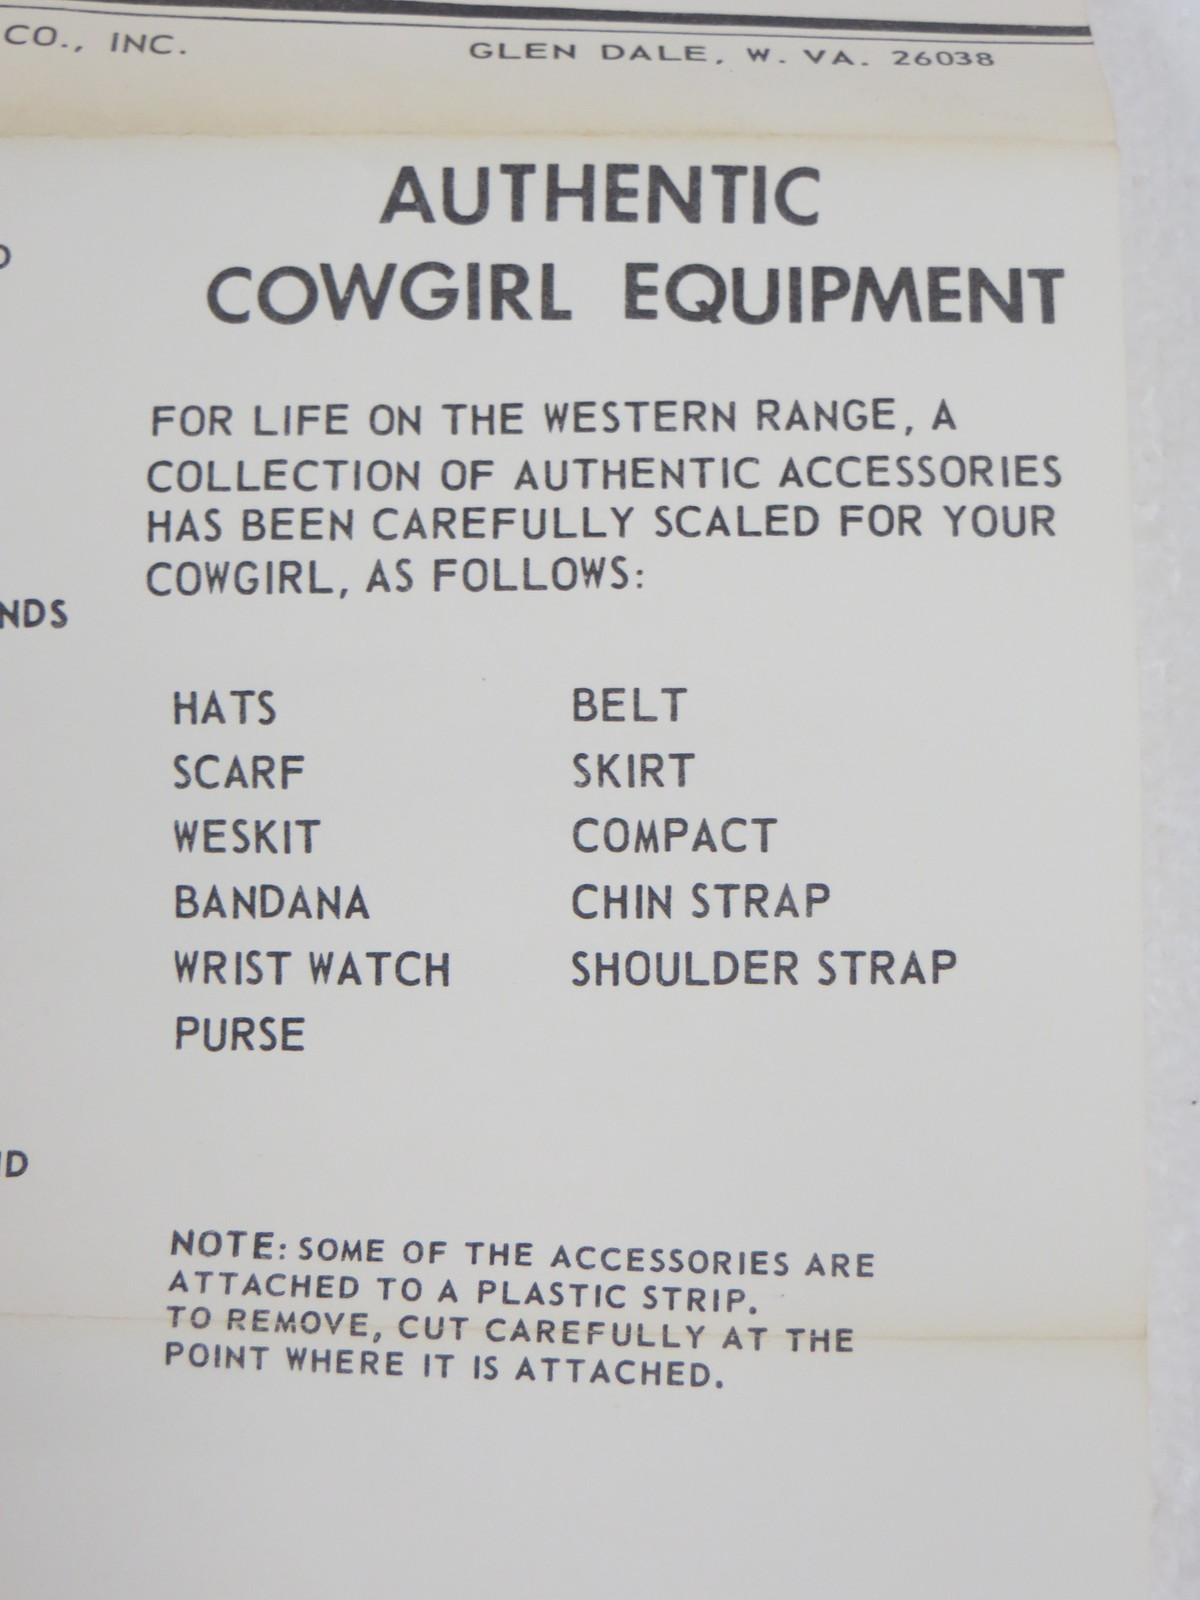 CO., INC. GLEN DALE, W. VA. 26038
AUTHENTIC
COWGIRL EQUIPMENT
FOR LIFE ON THE WESTERN RANGE, A
COLLECTION OF AUTHENTIC ACCESSORIES
HAS BEEN CAREFULLY SCALED FOR YOUR
COWGIRL, AS FOLLOWS:
HATS
SCARF
WESKIT
BANDANA
WRIST WATCH
PURSE
BELT
SKIRT
COMPACT
CHIN STRAP
SHOULDER STRAP
NOTE: SOME OF THE ACCESSORIES ARE
ATTACHED TO A PLASTIC STRIP.
TO REMOVE, CUT CAREFULLY AT THE
POINT WHERE IT IS ATTACHED.